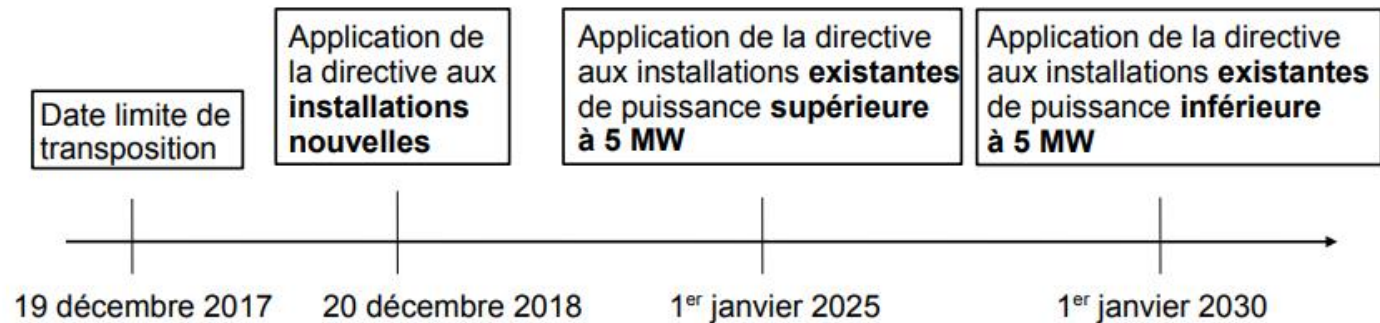 Date limite de
transposition
Application de
la directive aux
installations
nouvelles
Application de la directive
aux installations existantes
de puissance supérieure
à 5 MW
Application de la directive
aux installations existantes
de puissance inférieure
à 5 MW
19 décembre 2017
20 décembre 2018
1er janvier 2025
1er janvier 2030